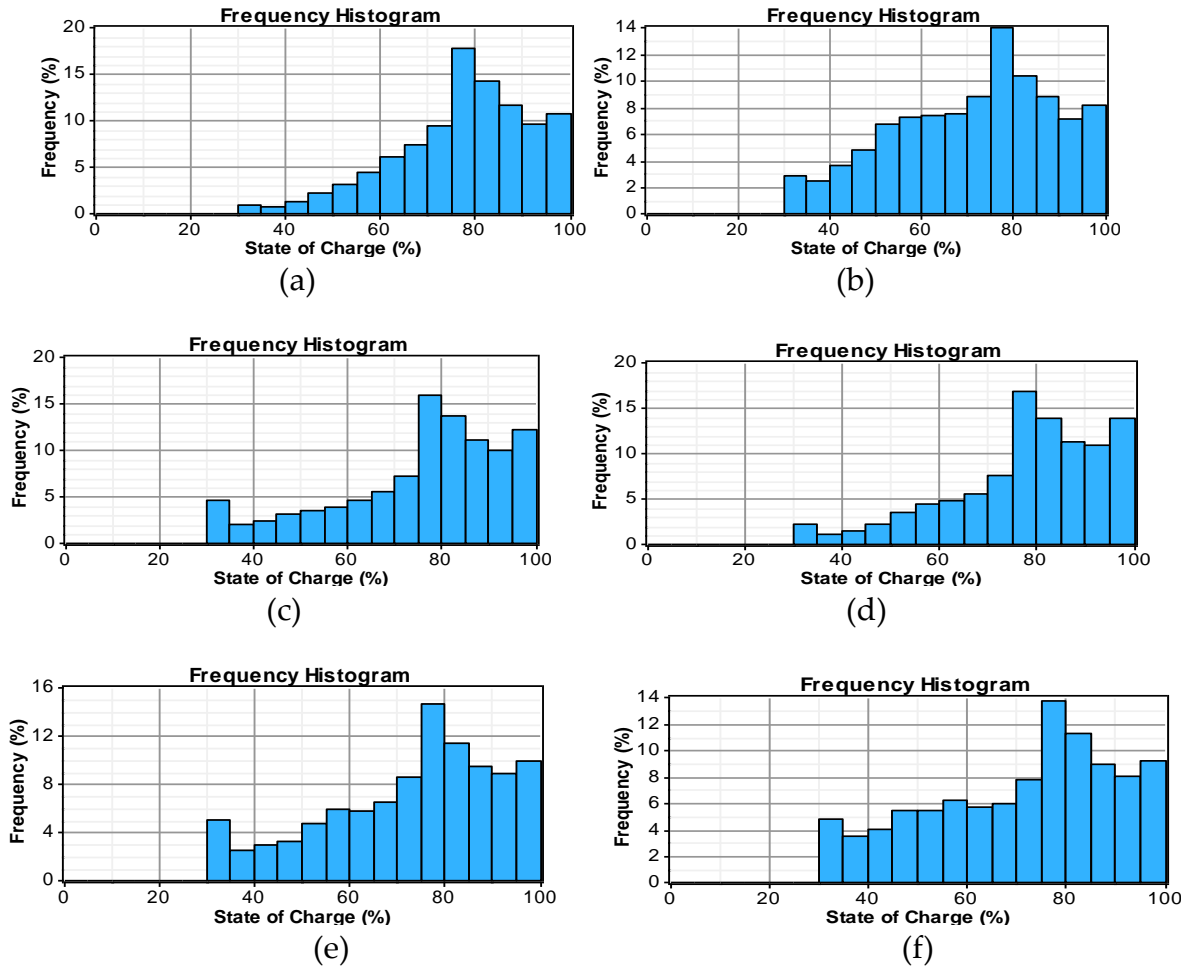 Frequency Histogram
20
15
10
5
0
Frequency (%)
0 20 40 60 80 100
State of Charge (%)
(a)
Frequency Histogram
14
12
10
8
6
4
2
0
Frequency (%)
0 20 40 60 80 100
State of Charge (%)
(b)
Frequency Histogram
20
15
10
5
0
Frequency (%)
0 20 40 60 80 100
State of Charge (%)
(c)
Frequency Histogram
20
15
10
5
0
Frequency (%)
0 20 40 60 80 100
State of Charge (%)
(d)
Frequency Histogram
16
12
8
4
0
Frequency (%)
0 20 40 60 80 100
State of Charge (%)
(e)
Frequency Histogram
14
12
10
8
6
4
2
0
Frequency (%)
0 20 40 60 80 100
State of Charge (%)
(f)